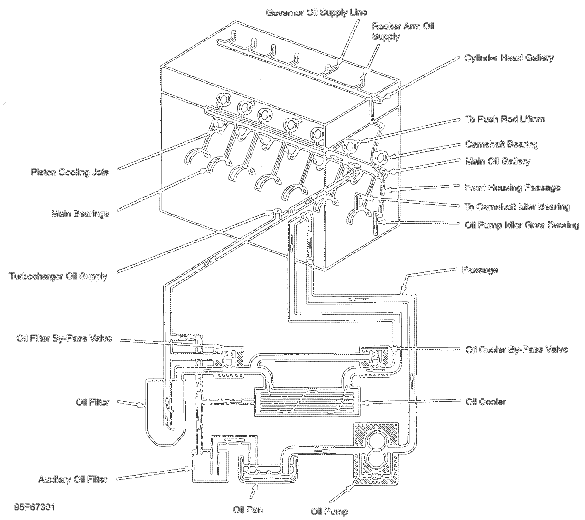 Governor Oil Supply Line
Rocker Arm Oil
Supply
Cylinder Head Gallery
To Push Rod Lifters
Camshaft Bearing
Main Oil Gallery
Front Housing Passage
To Camshaft Idler Bearing
Oil Pump Idler Gear Bearing
Piston Cooling Jets
Main Bearings
Turbocharger Oil Supply
Passage
Oil Filter By-Pass Valve
Oil Cooler By-Pass Valve
Oil Filter
Oil Cooler
Auxiliary Oil Filter
Oil Pan
Oil Pump